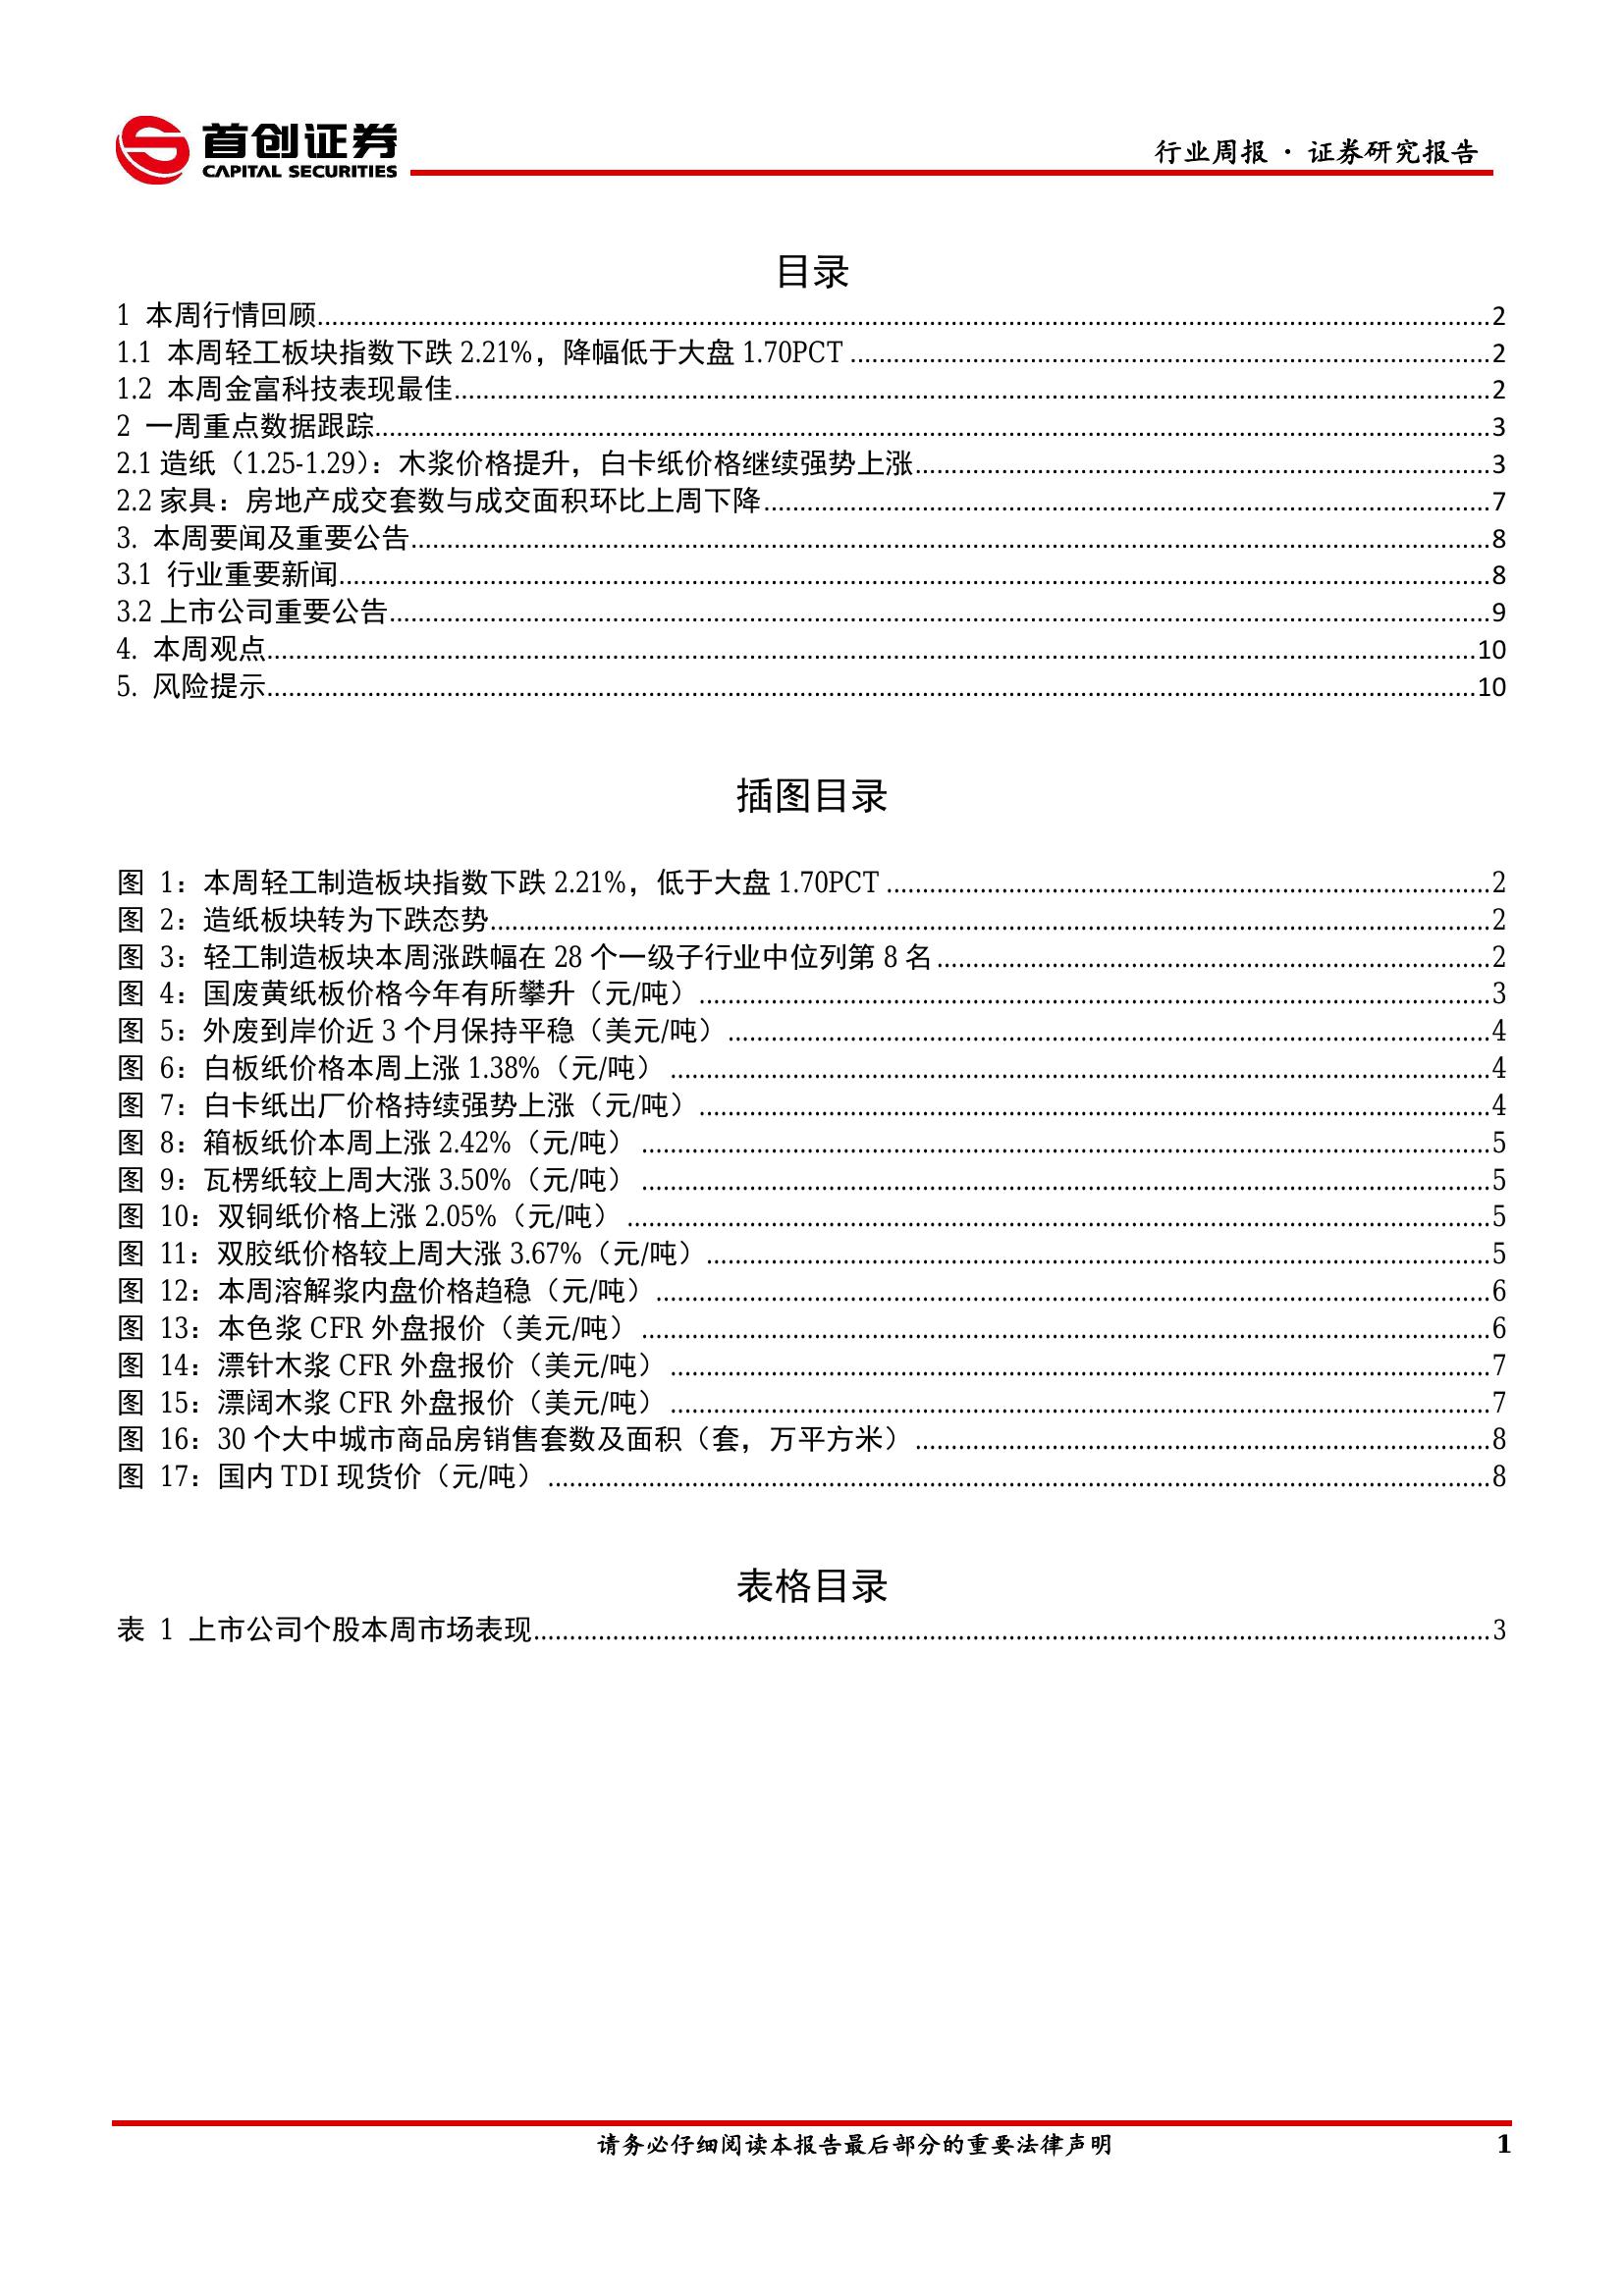 首创证券
CAPITAL SECURITIES
行业周报 · 证券研究报告
目录
1 本周行情回顾 2
1.1 本周轻工板块指数下跌 2.21%，降幅低于大盘 1.70PCT 2
1.2 本周金富科技表现最佳 2
2 一周重点数据跟踪 3
2.1 造纸（1.25-1.29）：木浆价格提升，白卡纸价格继续强势上涨 3
2.2 家具：房地产成交套数与成交面积环比上周下降 7
3. 本周要闻及重要公告 8
3.1 行业重要新闻 8
3.2 上市公司重要公告 9
4. 本周观点 10
5. 风险提示 10
插图目录
图 1：本周轻工制造板块指数下跌 2.21%，低于大盘 1.70PCT 2
图 2：造纸板块转为下跌态势 2
图 3：轻工制造板块本周涨跌幅在 28 个一级子行业中位列第 8 名 2
图 4：国废黄纸板价格今年有所攀升（元/吨） 3
图 5：外废到岸价近 3 个月保持平稳（美元/吨） 4
图 6：白板纸价格本周上涨 1.38%（元/吨） 4
图 7：白卡纸出厂价格持续强势上涨（元/吨） 4
图 8：箱板纸价本周上涨 2.42%（元/吨） 5
图 9：瓦楞纸较上周大涨 3.50%（元/吨） 5
图 10：双铜纸价格上涨 2.05%（元/吨） 5
图 11：双胶纸价格较上周大涨 3.67%（元/吨） 5
图 12：本周溶解浆内盘价格趋稳（元/吨） 6
图 13：本色浆 CFR 外盘报价（美元/吨） 6
图 14：漂针木浆 CFR 外盘报价（美元/吨） 7
图 15：漂阔木浆 CFR 外盘报价（美元/吨） 7
图 16：30 个大中城市商品房销售套数及面积（套，万平方米） 8
图 17：国内 TDI 现货价（元/吨） 8
表格目录
表 1 上市公司个股本周市场表现 3
请务必仔细阅读本报告最后部分的重要法律声明 1